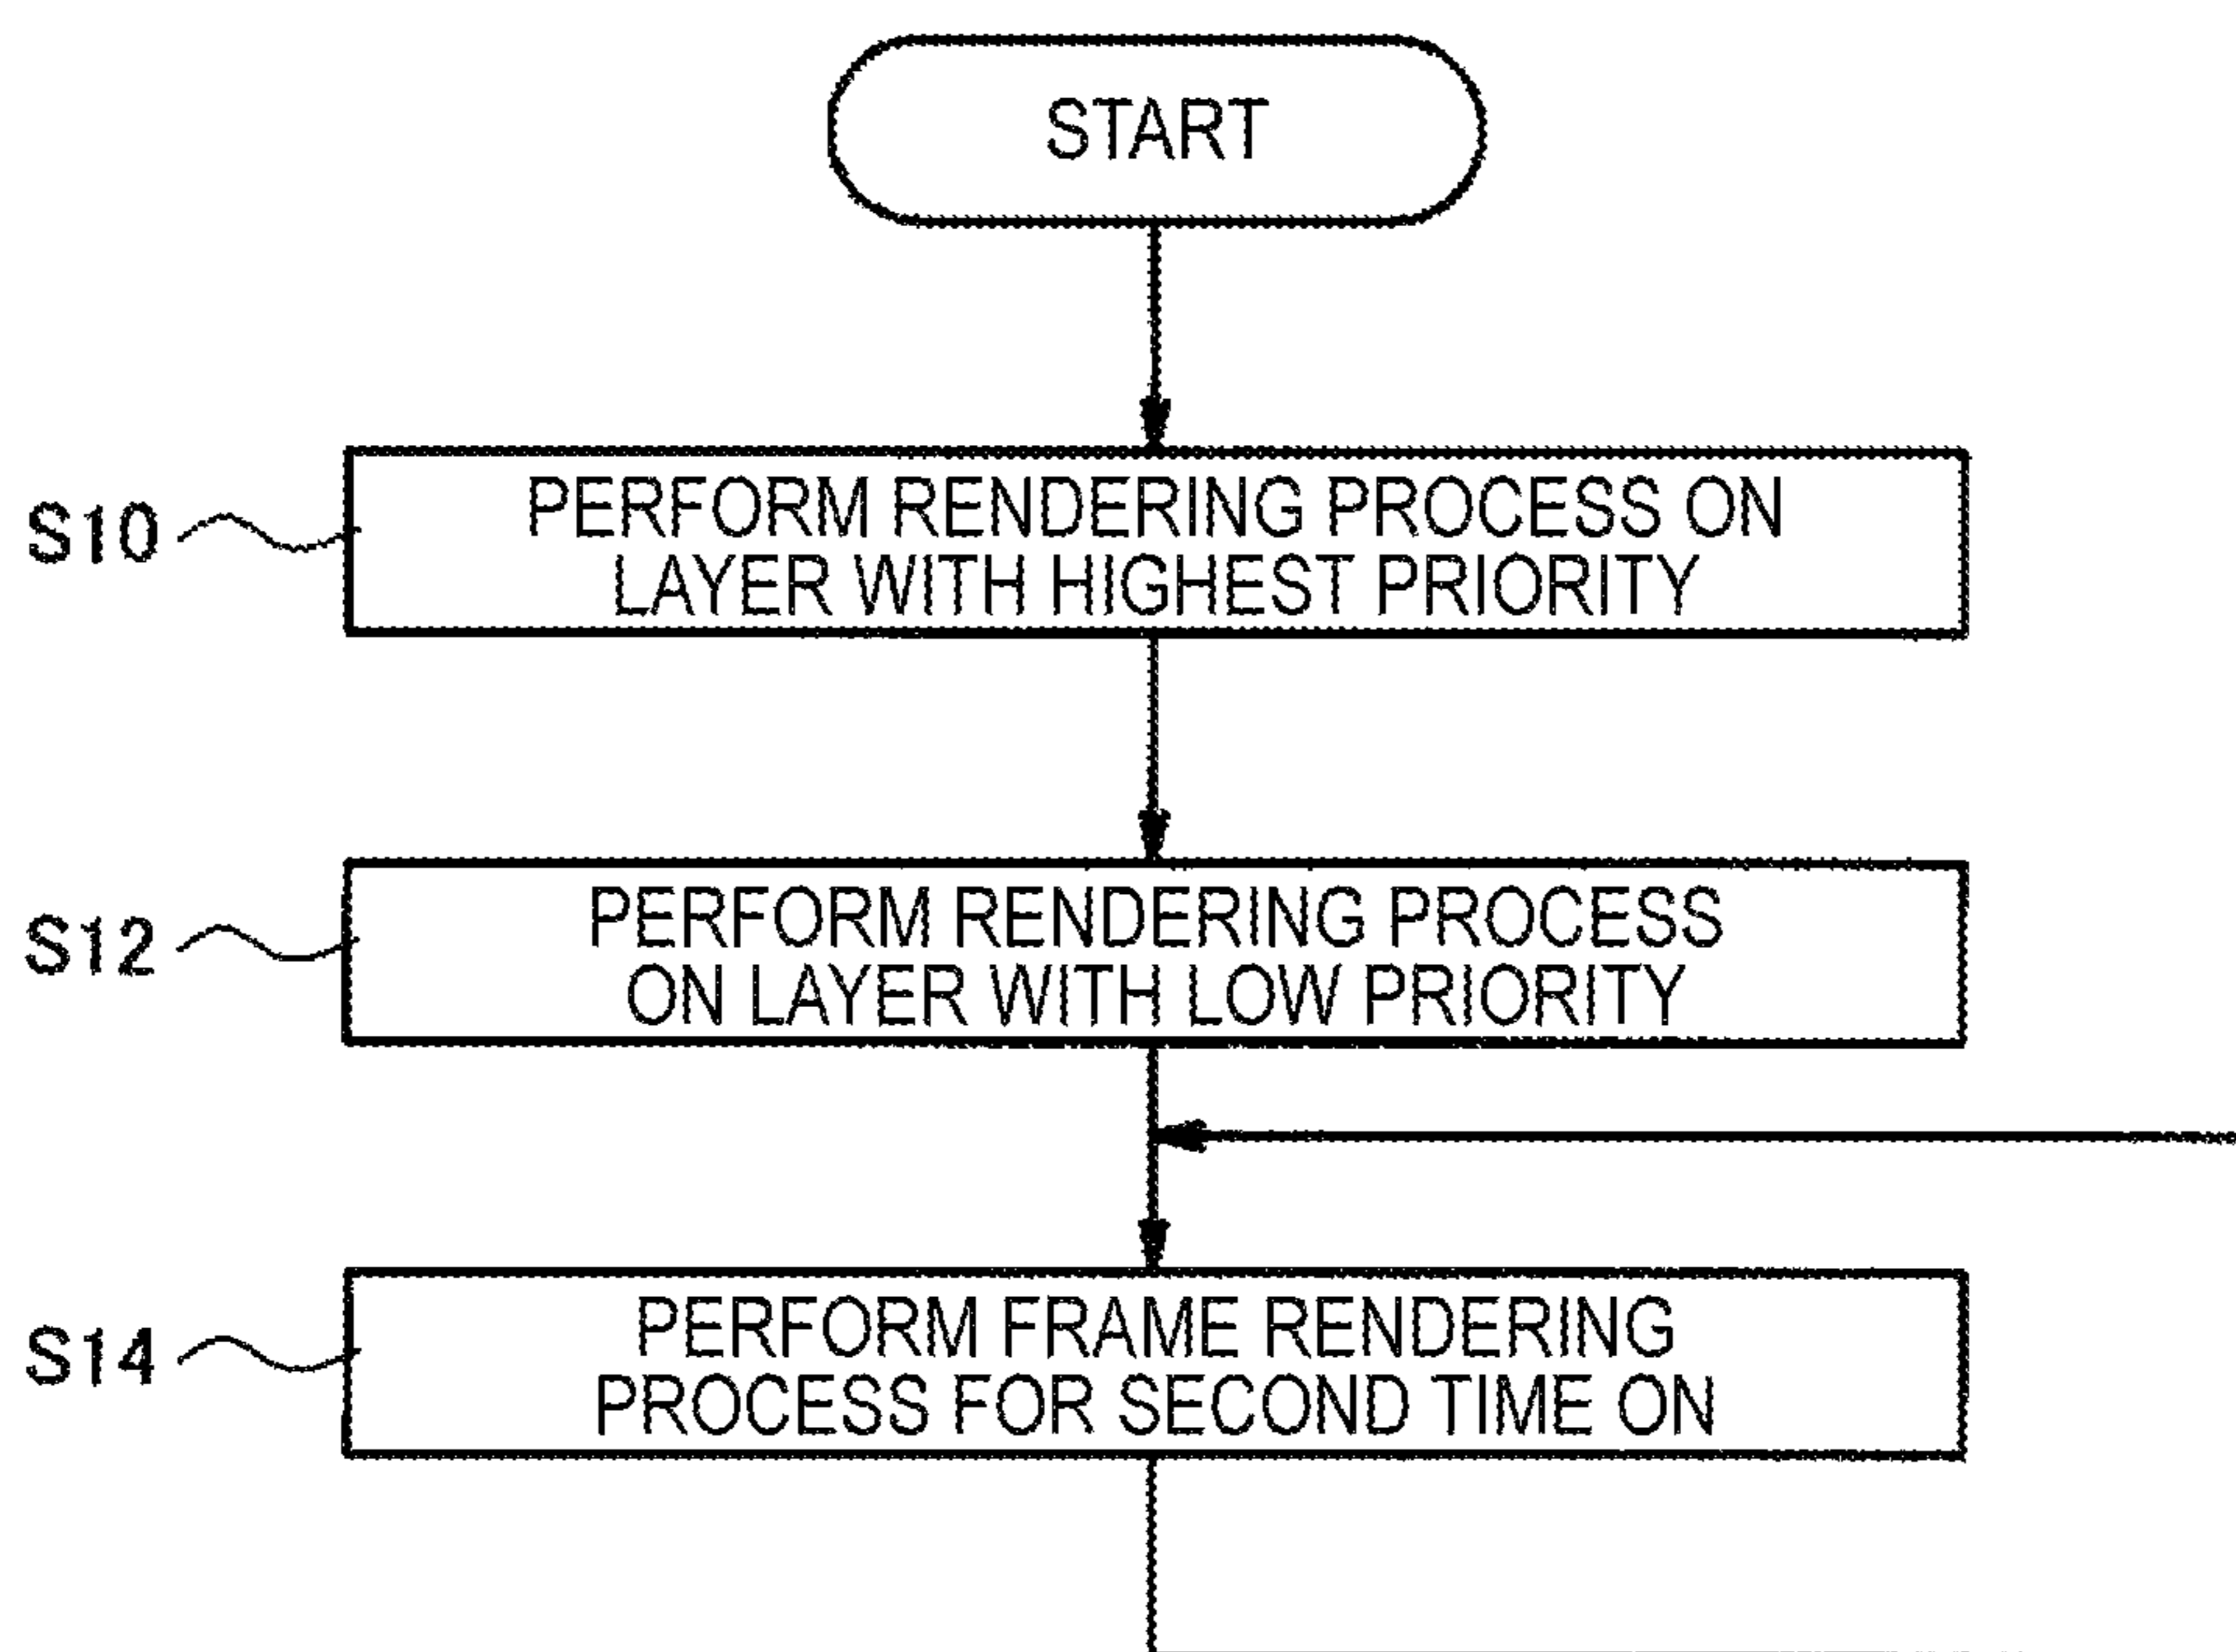 START
S10
PERFORM RENDERING PROCESS ON
LAYER WITH HIGHEST PRIORITY
S12
PERFORM RENDERING PROCESS
ON LAYER WITH LOW PRIORITY
S14
PERFORM FRAME RENDERING
PROCESS FOR SECOND TIME ON